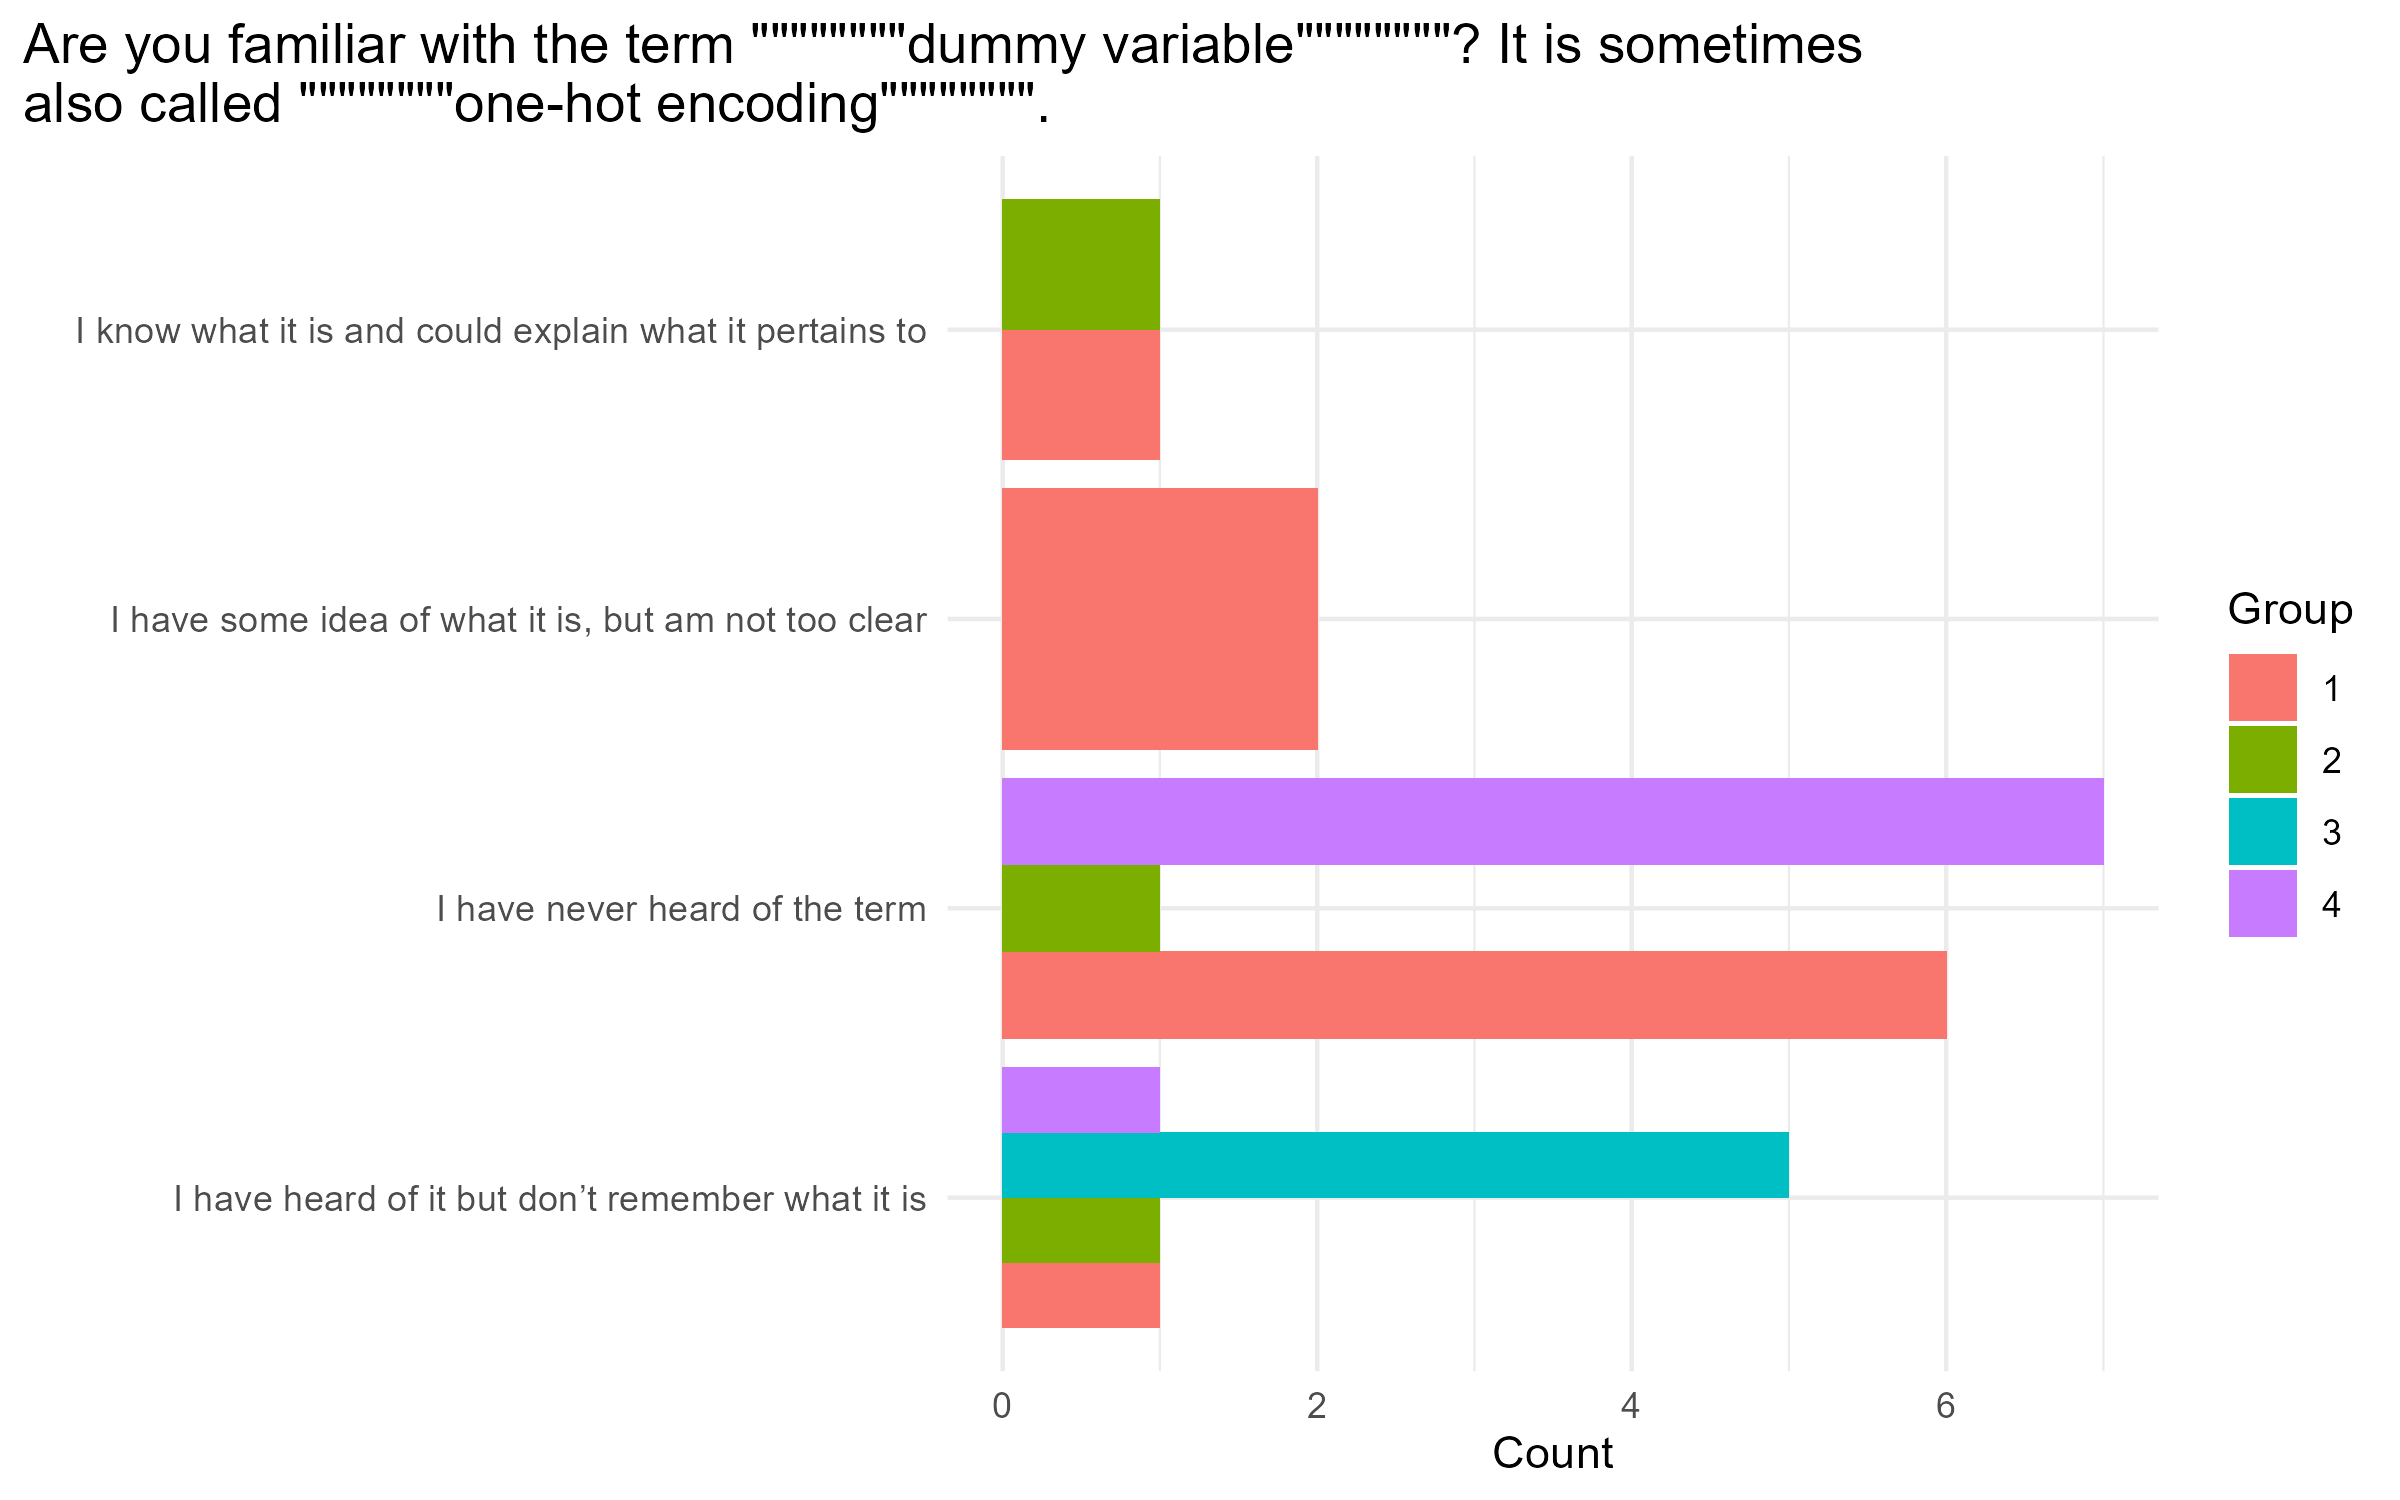 Are you familiar with the term """"""""dummy variable""""""""? It is sometimes
also called """"""""one-hot encoding"""""""".
I know what it is and could explain what it pertains to
I have some idea of what it is, but am not too clear
I have never heard of the term
I have heard of it but don’t remember what it is
0 2 4 6
Count
Group
1
2
3
4